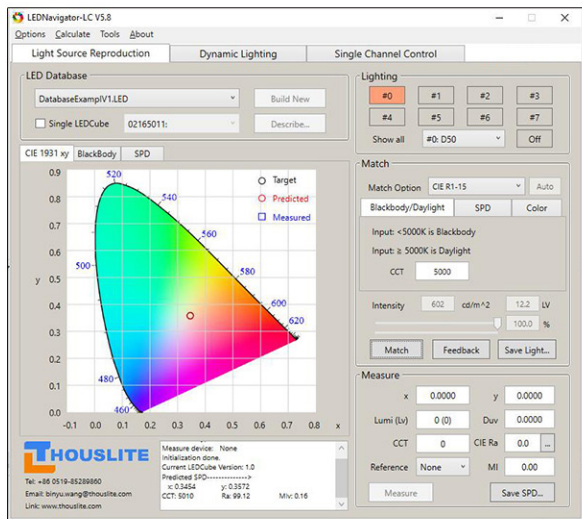 LEDNavigator-LC V5.8
Options Calculate Tools About
Light Source Reproduction Dynamic Lighting Single Channel Control
LED Database
DatabaseExamplV1.LED Build New
Single LEDCube 02165011: Describe...
CIE 1931 xy BlackBody SPD
0.9
0.8
0.7
0.6
0.5
0.4
0.3
0.2
0.1
0.0
y
-0.1 0.0 0.1 0.2 0.3 0.4 0.5 0.6 0.7 0.8 x
520
540
560
580
600
620
500
480
460
Target
Predicted
Measured
THOUSLITE
Tel: +86 0519-85289860
Email: binyu.wang@thouslite.com
Link: www.thouslite.com
Measure device: None
Initialization done.
Current LEDCube Version: 1.0
Predicted SPD-------------->
x: 0.3454 y: 0.3572
CCT: 5010 Ra: 99.12 MIv: 0.16
Lighting
#0 #1 #2 #3
#4 #5 #6 #7
Show all #0: D50 Off
Match
Match Option CIE R1-15 Auto
Blackbody/Daylight SPD Color
Input: <5000K is Blackbody
Input: ≥ 5000K is Daylight
CCT 5000
Intensity 602 cd/m^2 12.2 LV
100.0 %
Match Feedback Save Light...
Measure
x 0.0000 y 0.0000
Lumi (Lv) 0 (0) Duv 0.0000
CCT 0 CIE Ra 0.0 ...
Reference None MI 0.00
Measure Save SPD...